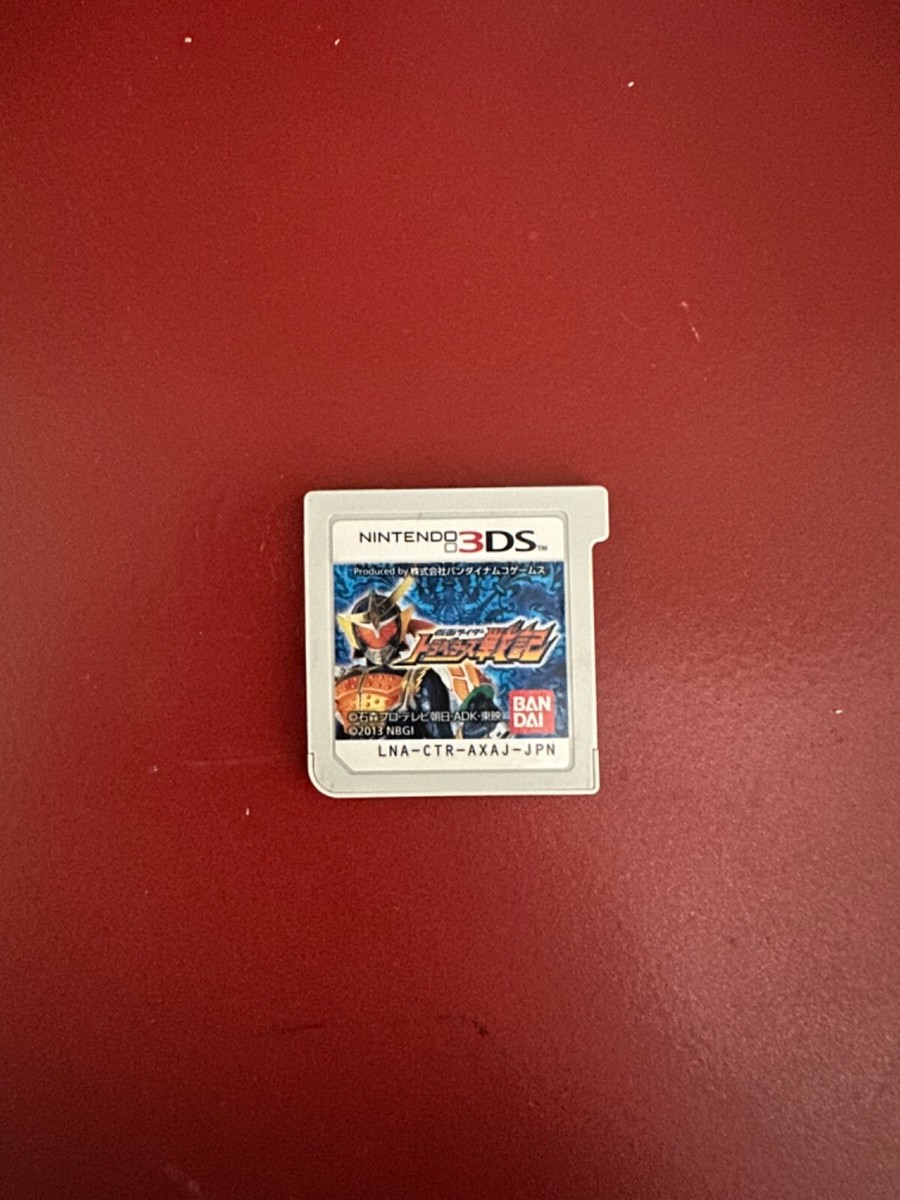 NINTENDO 3DS™
Produced by 株式会社バンダイナムコゲームス
仮面ライダー
トラベラーズ戦記
©石森プロ・テレビ朝日・ADK・東映
©2013 NBGI
BAN
DAI
LNA-CTR-AXAJ-JPN